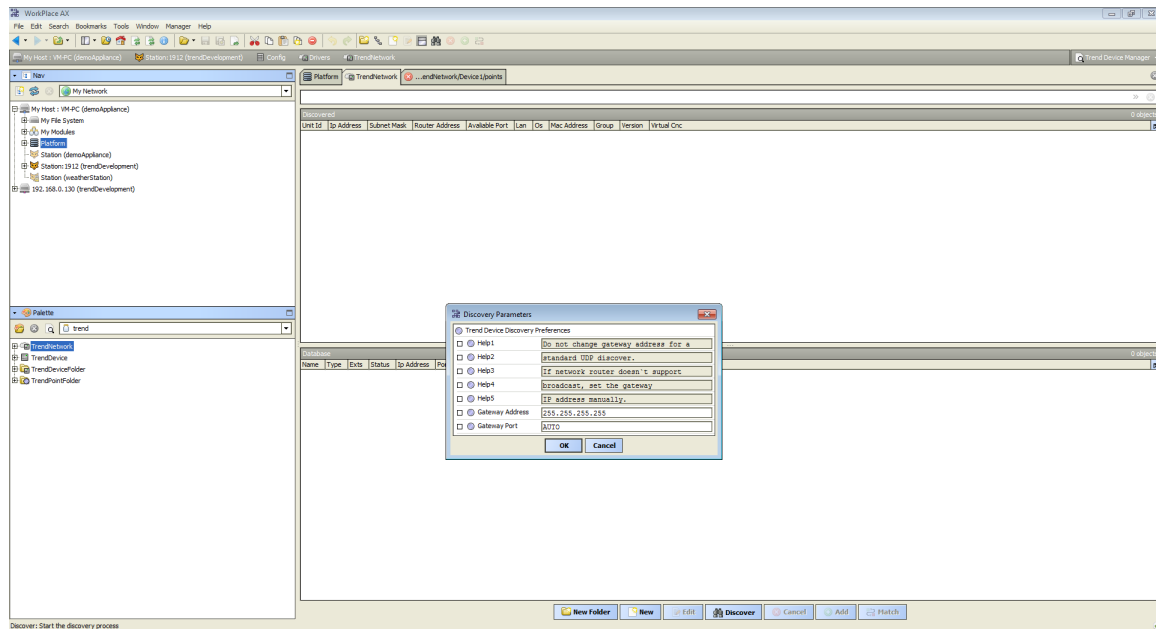 WorkPlace AX
File Edit Search Bookmarks Tools Window Manager Help
My Host : VM-PC (demoAppliance) Station:1912 (trendDevelopment) Config Drivers TrendNetwork Trend Device Manager
Nav
My Network
My Host : VM-PC (demoAppliance)
My File System
My Modules
Platform
Station (demoAppliance)
Station:1912 (trendDevelopment)
Station (weatherStation)
192.168.0.130 (trendDevelopment)
Palette
trend
TrendNetwork
TrendDevice
TrendDeviceFolder
TrendPointFolder
Platform TrendNetwork ...endNetwork/Device1/points
Discovered 0 objects
Unit Id Ip Address Subnet Mask Router Address Avaliable Port Lan Os Mac Address Group Version Virtual Cnc
Discovery Parameters
Trend Device Discovery Preferences
Help1 Do not change gateway address for a
Help2 standard UDP discover.
Help3 If network router doesn't support
Help4 broadcast, set the gateway
Help5 IP address manually.
Gateway Address 255.255.255.255
Gateway Port AUTO
OK Cancel
Database 0 objects
Name Type Exts Status Ip Address
New Folder New Edit Discover Cancel Add Match
Discover: Start the discovery process